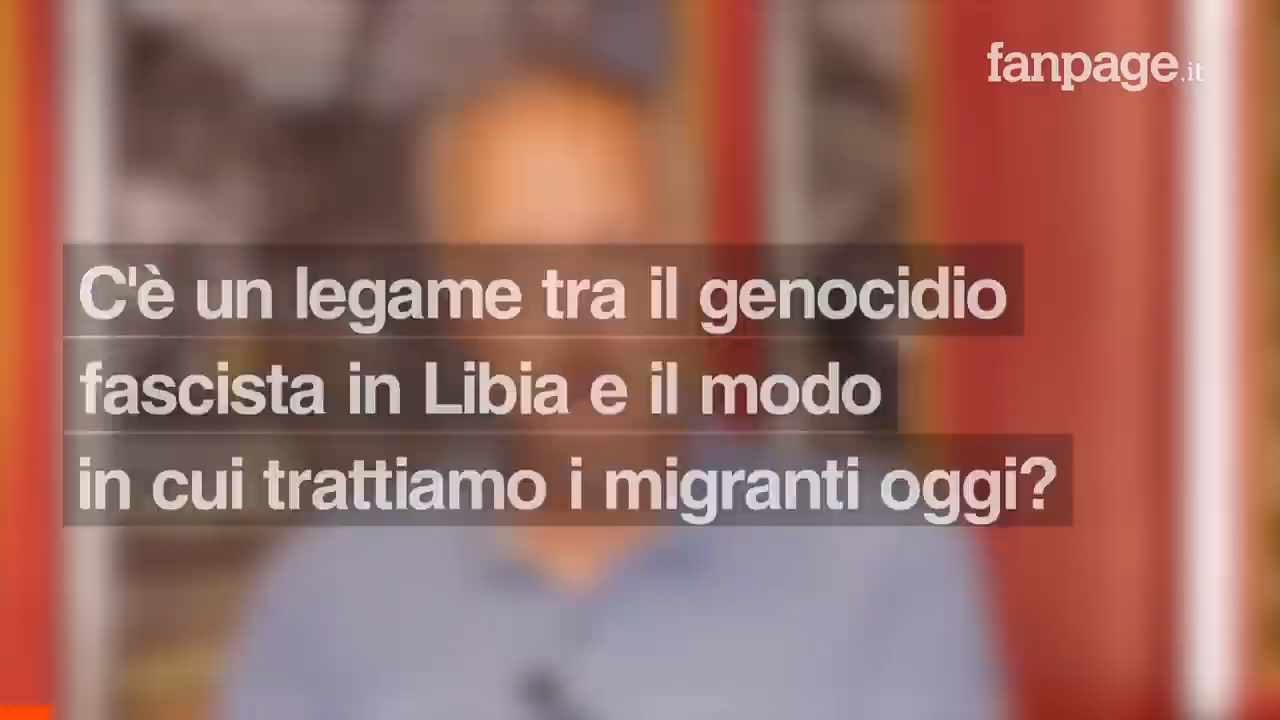 fanpage.it
C'è un legame tra il genocidio
fascista in Libia e il modo
in cui trattiamo i migranti oggi?